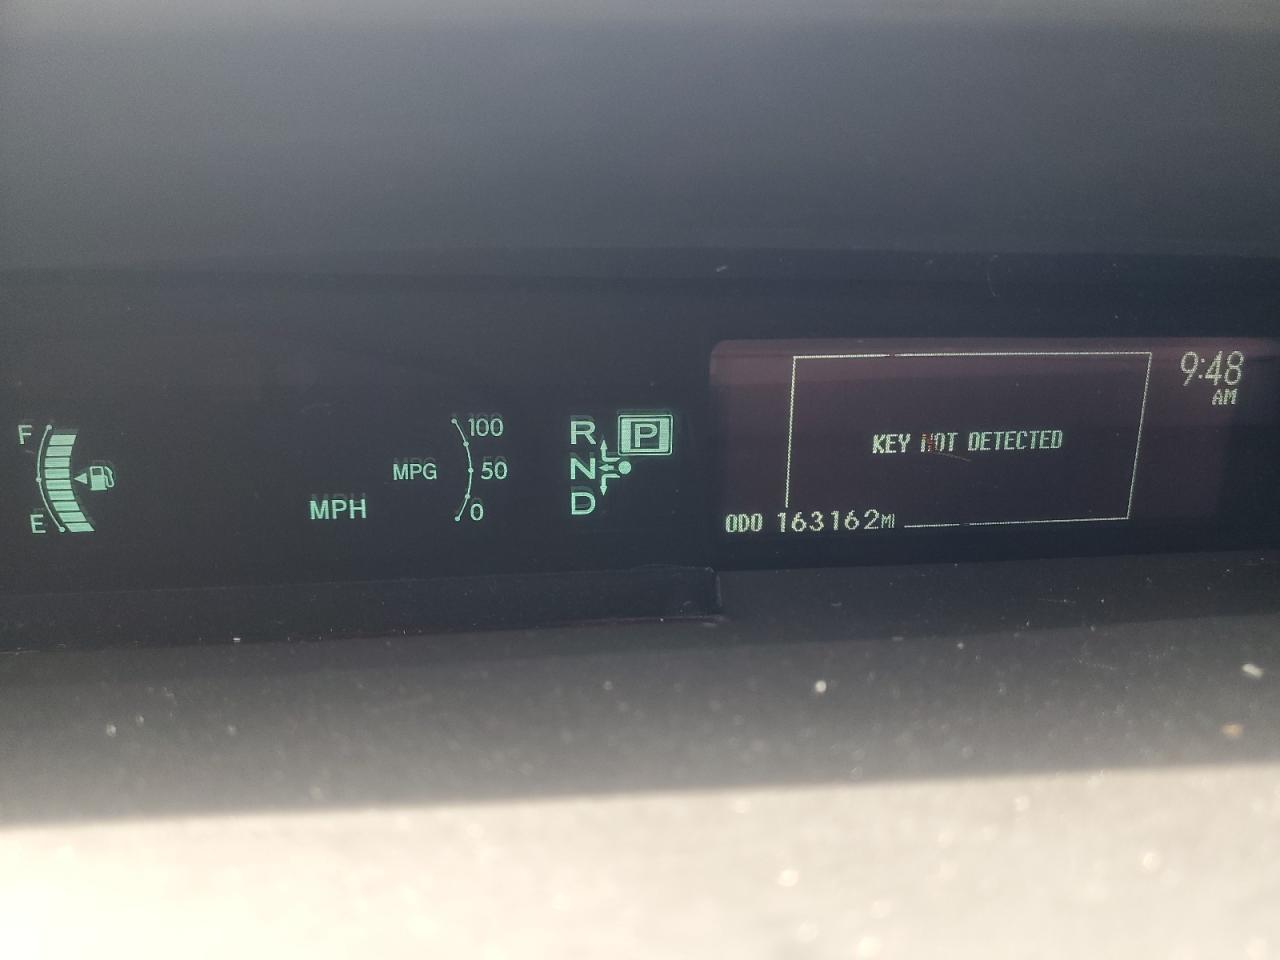 F
E
MPH
MPG
100
50
0
R
N
D
P
KEY NOT DETECTED
9:48
AM
ODO 163162MI